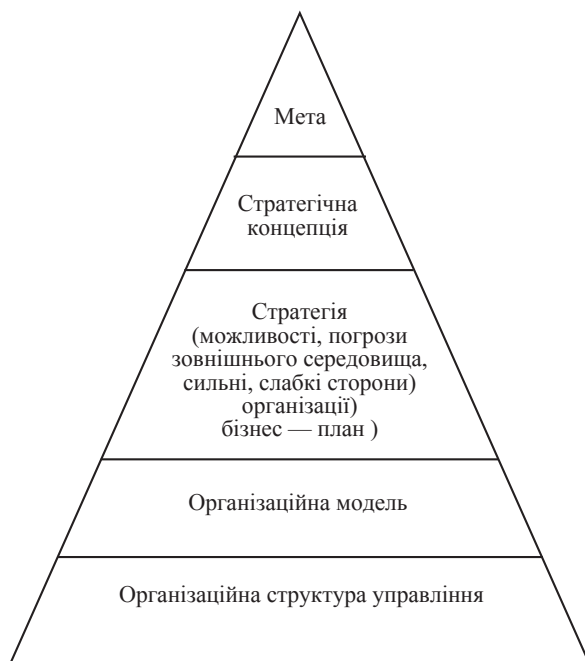 Мета
Стратегічна
концепція
Стратегія
(можливості, погрози
зовнішнього середовища,
сильні, слабкі сторони)
організації)
бізнес — план )
Організаційна модель
Організаційна структура управління